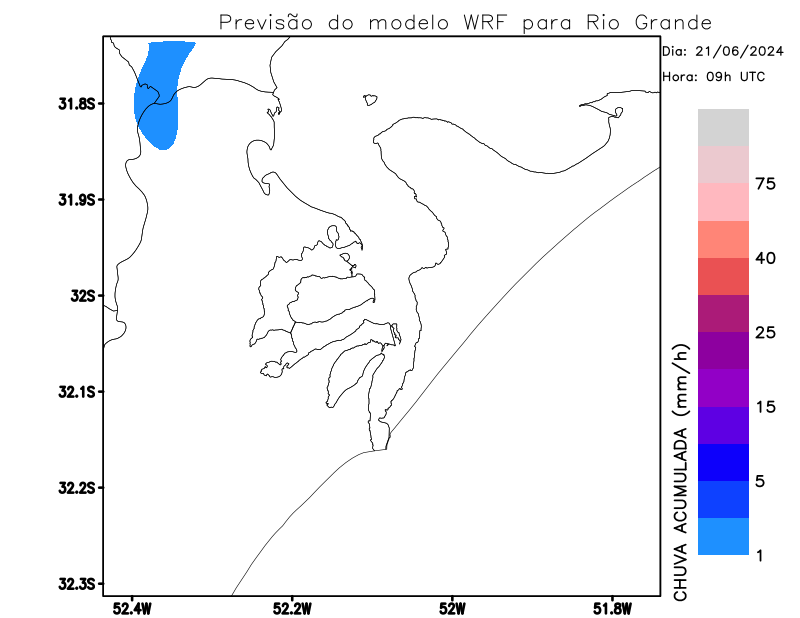 Previsão do modelo WRF para Rio Grande
Dia: 21/06/2024
Hora: 09h UTC
31.8S
31.9S
32S
32.1S
32.2S
32.3S
52.4W
52.2W
52W
51.8W
75
40
25
15
5
1
CHUVA ACUMULADA (mm/h)